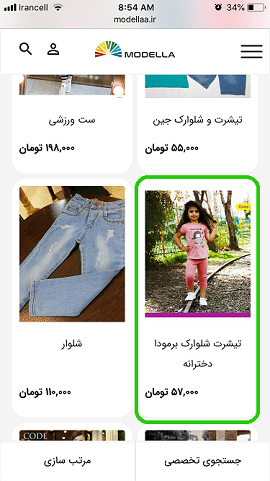 Irancell
8:54 AM
34%
modellaa.ir
MODELLA
تیشرت و شلوارک جین
۵۵,۰۰۰ تومان
ست ورزشی
۱۹۸,۰۰۰ تومان
تیشرت شلوارک برمودا
دخترانه
۵۷,۰۰۰ تومان
شلوار
۱۱۰,۰۰۰ تومان
CODE
جستجوی تخصصی
مرتب سازی